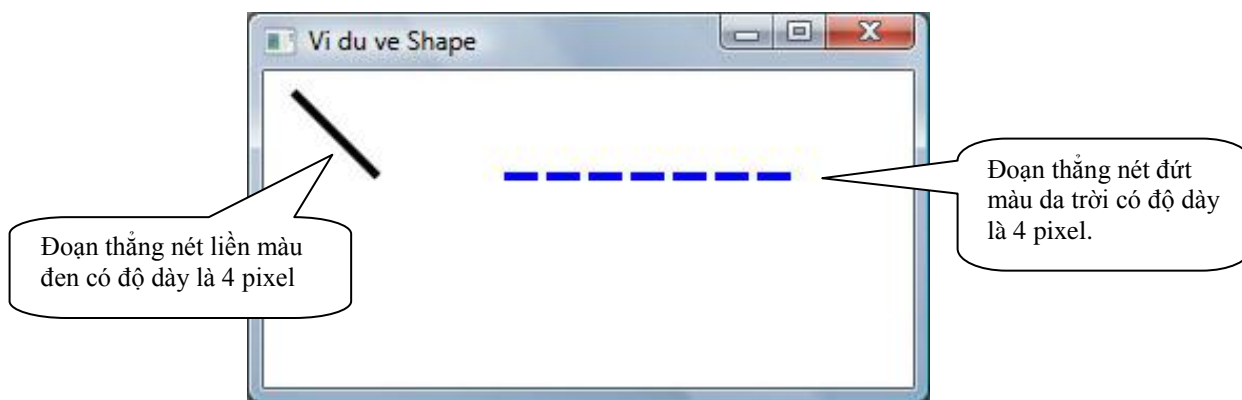 Vi du ve Shape
Đoạn thẳng nét đứt
màu da trời có độ dày
là 4 pixel.
Đoạn thẳng nét liền màu
đen có độ dày là 4 pixel